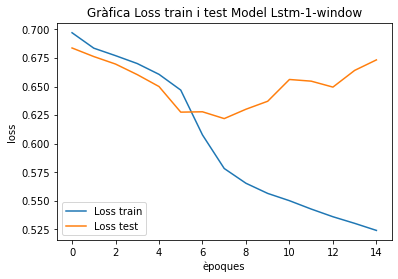 Gràfica Loss train i test Model Lstm-1-window
0.700
0.675
0.650
0.625
0.600
0.575
0.550
0.525
loss
Loss train
Loss test
0 2 4 6 8 10 12 14
èpoques